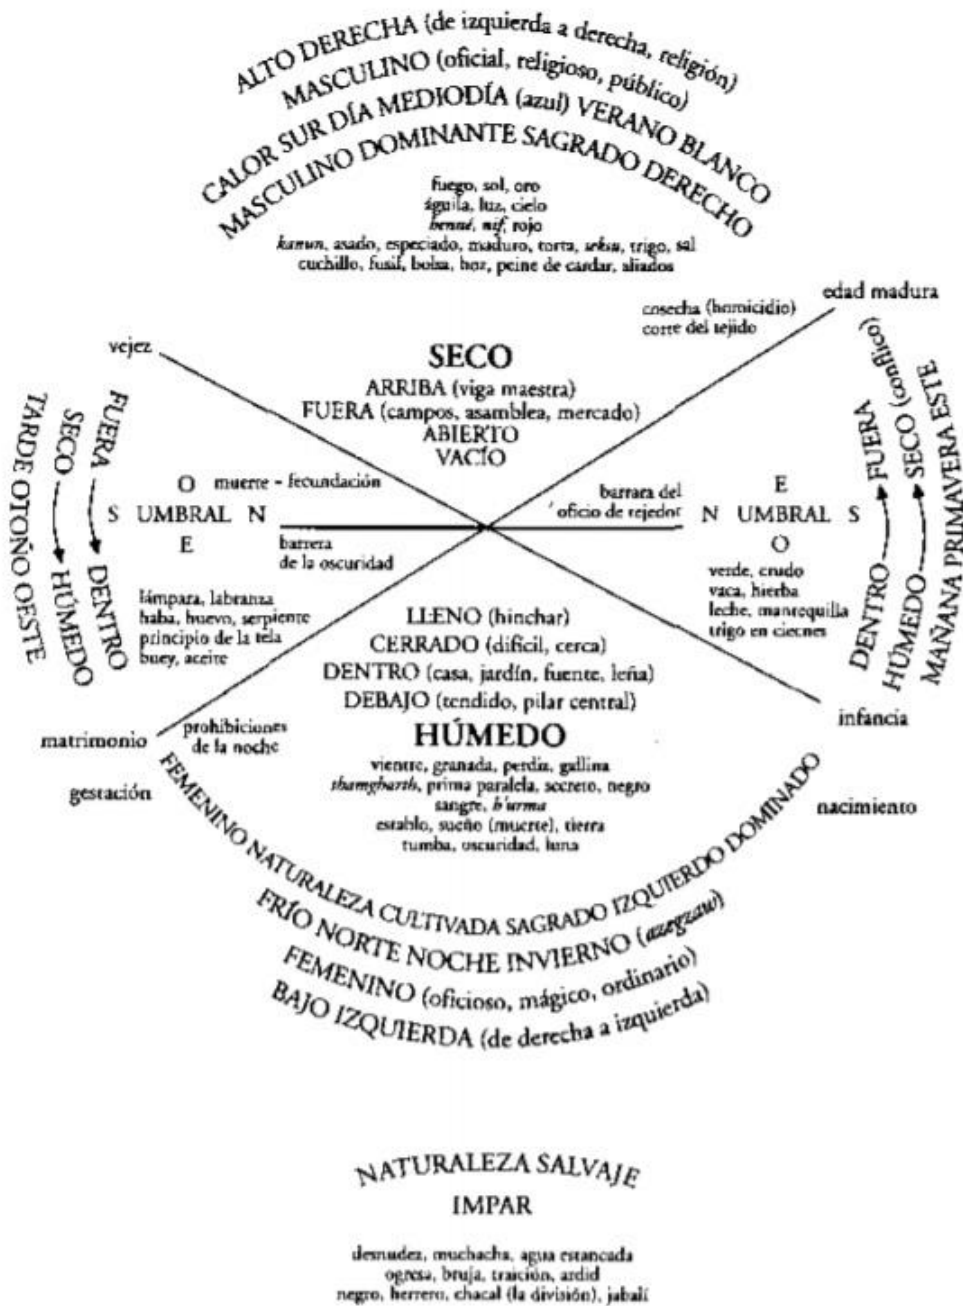 ALTO DERECHA (de izquierda a derecha, religión)
MASCULINO (oficial, religioso, público)
CALOR SUR DÍA MEDIODÍA (azul) VERANO BLANCO
MASCULINO DOMINANTE SAGRADO DERECHO
fuego, sol, oro
águila, luz, cielo
henné, nif, rojo
kanun, asado, especiado, maduro, torta, seksu, trigo, sal
cuchillo, fusil, bolsa, hoz, peine de cardar, aliados
edad madura
cosecha (homicidio)
corte del tejido
vejez
SECO
ARRIBA (viga maestra)
FUERA (campos, asamblea, mercado)
ABIERTO
VACÍO
TARDE OTOÑO OESTE
SECO HÚMEDO
FUERA DENTRO
O muerte - fecundación
S UMBRAL N
E
barrera
de la oscuridad
lámpara, labranza
haba, huevo, serpiente
principio de la tela
buey, aceite
barrara del
oficio de rejedor
E
N UMBRAL S
O
verde, crudo
vaca, hierba
leche, mantequilla
trigo en ciernes
DENTRO FUERA
HÚMEDO SECO (conflico)
MAÑANA PRIMAVERA ESTE
LLENO (hinchar)
CERRADO (difícil, cerca)
DENTRO (casa, jardín, fuente, leña)
DEBAJO (tendido, pilar central)
HÚMEDO
matrimonio
prohibiciones
de la noche
infancia
gestación
nacimiento
vientre, granada, perdiz, gallina
thamgharth, prima paralela, secreto, negro
sangre, h'urma
establo, sueño (muerte), tierra
tumba, oscuridad, luna
FEMENINO NATURALEZA CULTIVADA SAGRADO IZQUIERDO DOMINADO
FRÍO NORTE NOCHE INVIERNO (azegzaw)
FEMENINO (oficioso, mágico, ordinario)
BAJO IZQUIERDA (de derecha a izquierda)
NATURALEZA SALVAJE
IMPAR
desnudez, muchacha, agua estancada
ogresa, bruja, traición, ardid
negro, herrero, chacal (la división), jabalí